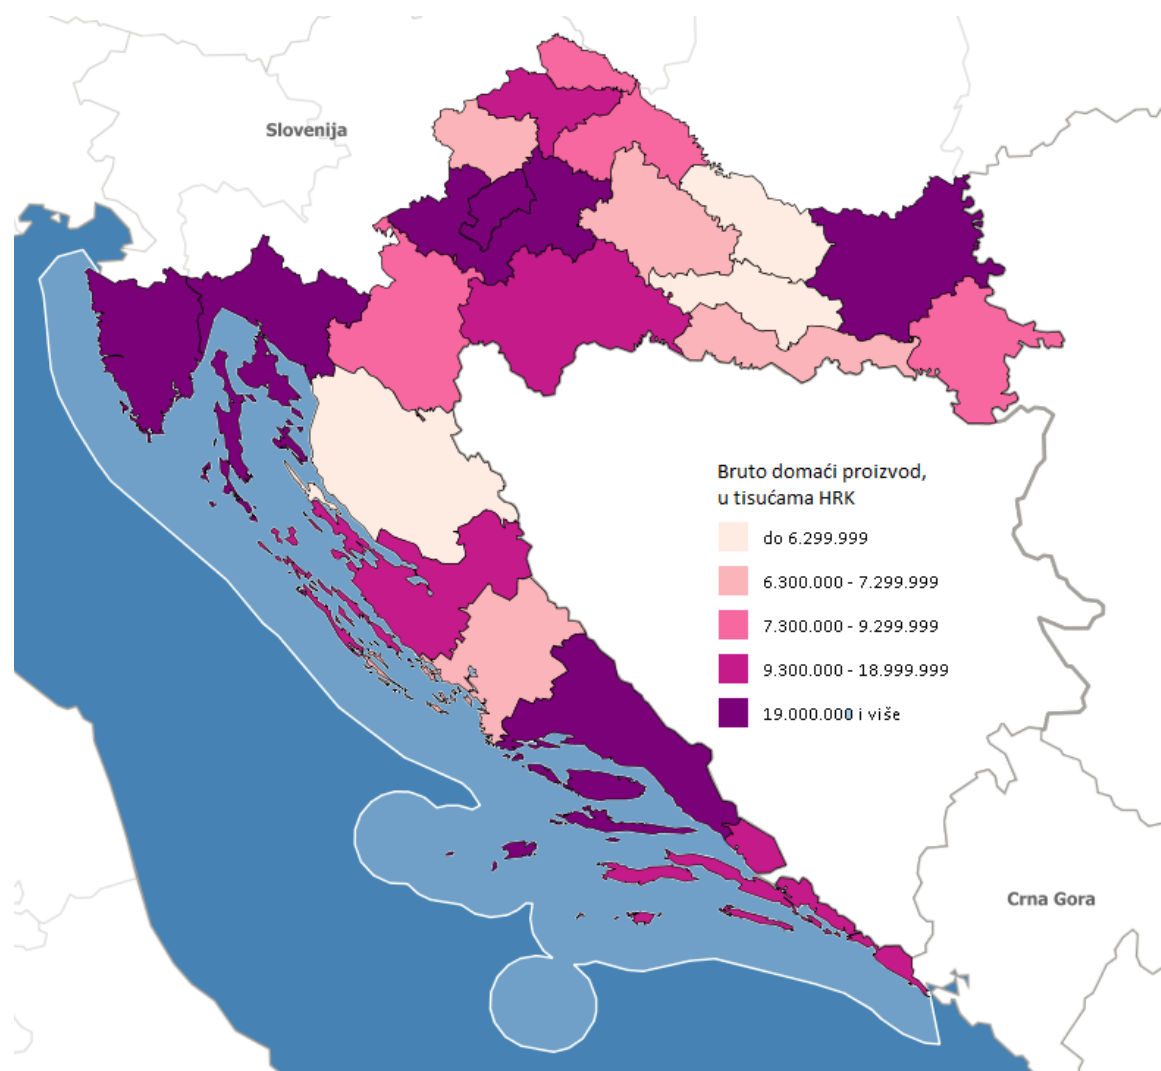 Slovenija
Bruto domaći proizvod,
u tisućama HRK
do 6.299.999
6.300.000 - 7.299.999
7.300.000 - 9.299.999
9.300.000 - 18.999.999
19.000.000 i više
Crna Gora